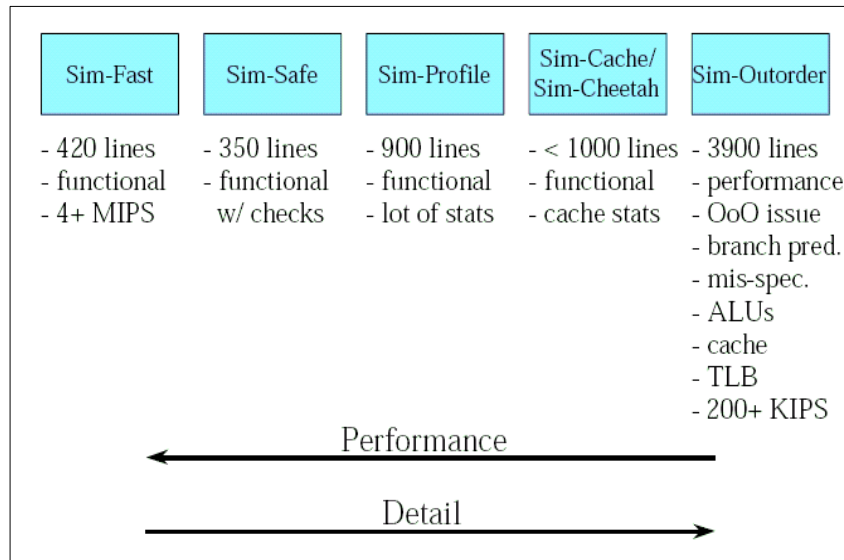 Sim-Fast
Sim-Safe
Sim-Profile
Sim-Cache/
Sim-Cheetah
Sim-Outorder
- 420 lines
- functional
- 4+ MIPS
- 350 lines
- functional
w/ checks
- 900 lines
- functional
- lot of stats
- < 1000 lines
- functional
- cache stats
- 3900 lines
- performance
- OoO issue
- branch pred.
- mis-spec.
- ALUs
- cache
- TLB
- 200+ KIPS
Performance
Detail